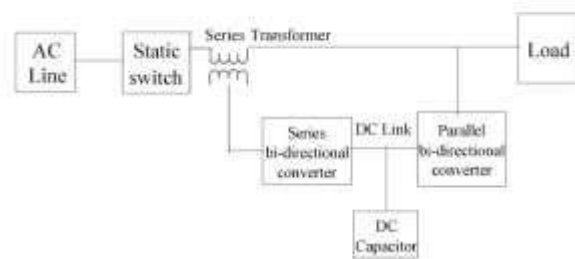 Series Transformer
AC
Line
Static
switch
Load
Series
bi-directional
converter
DC Link
Parallel
bi-directional
converter
DC
Capacitor